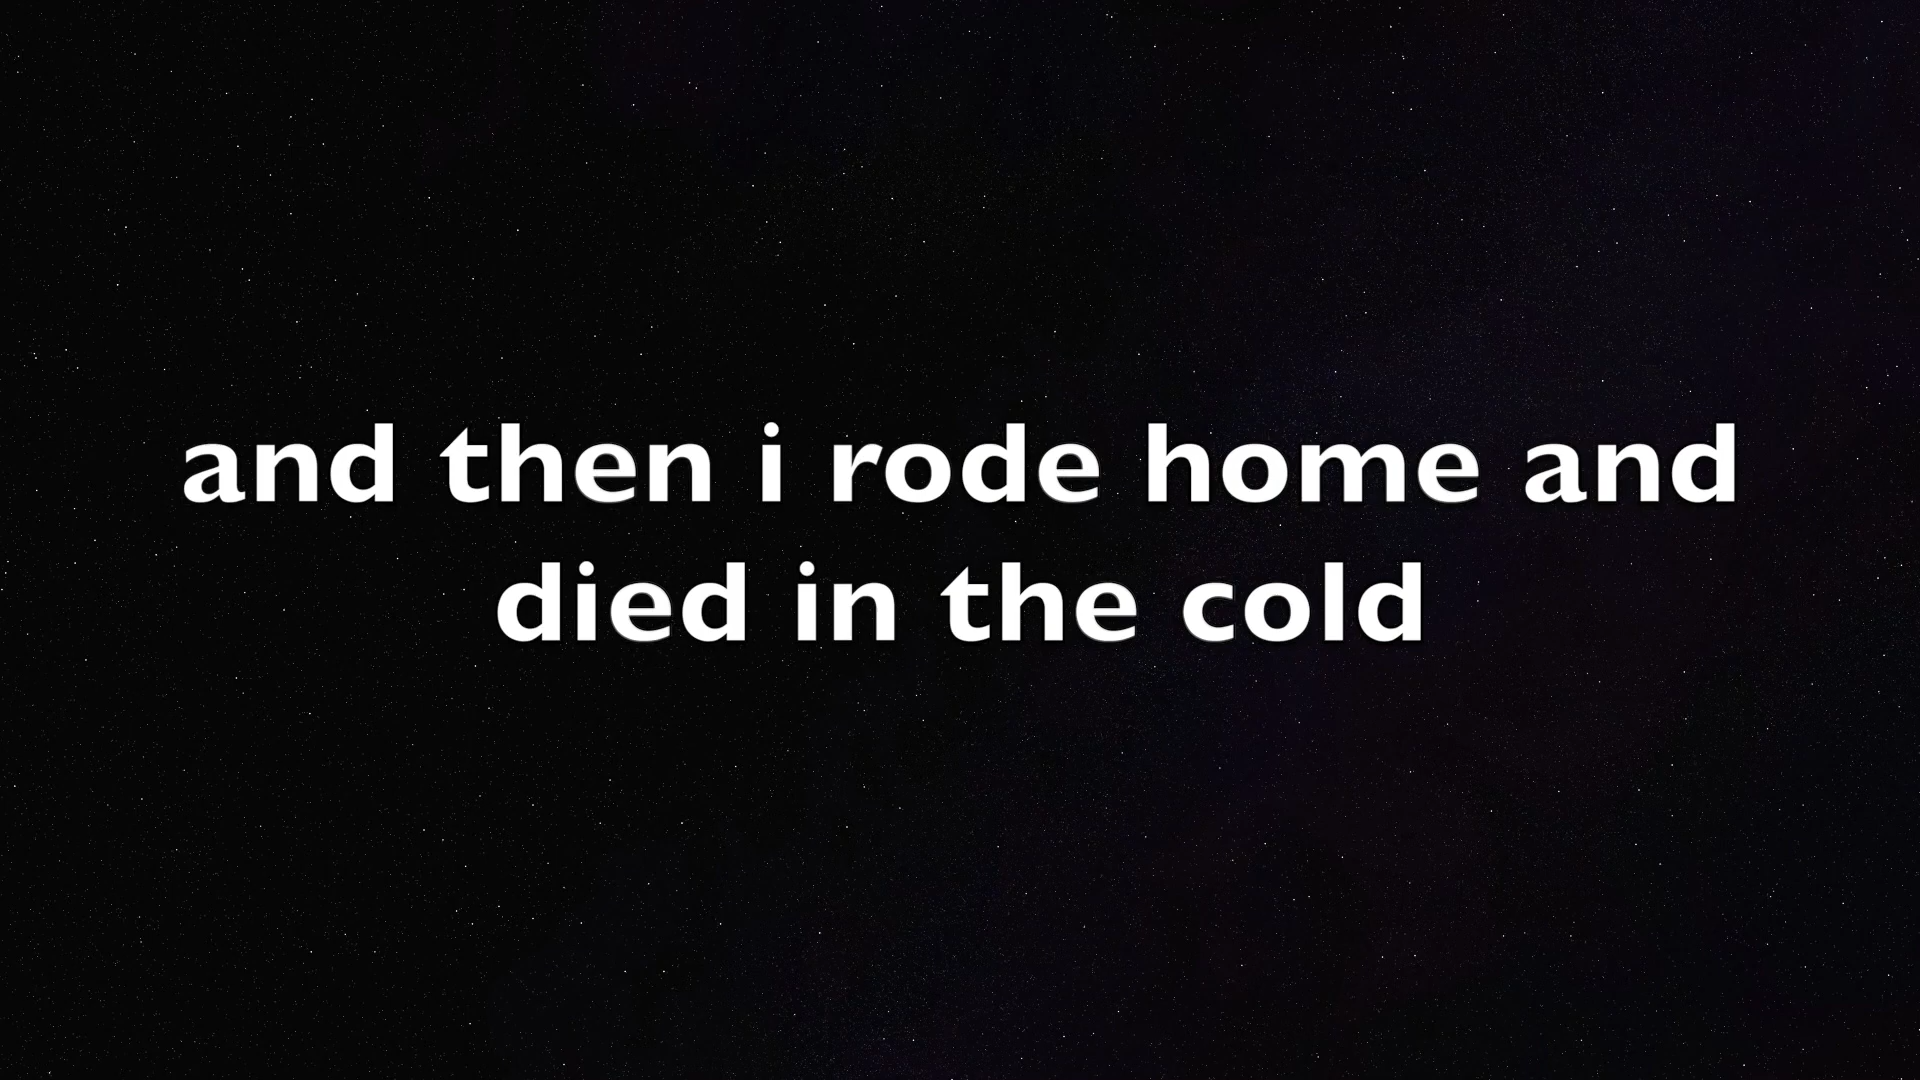 and then i rode home and
died in the cold